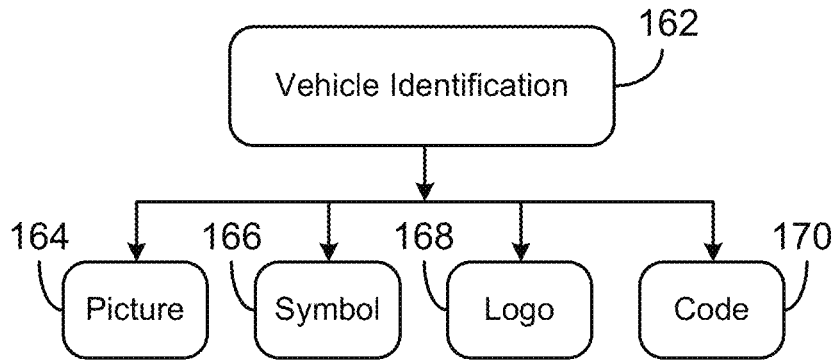 162
Vehicle Identification
164
166
168
170
Picture
Symbol
Logo
Code